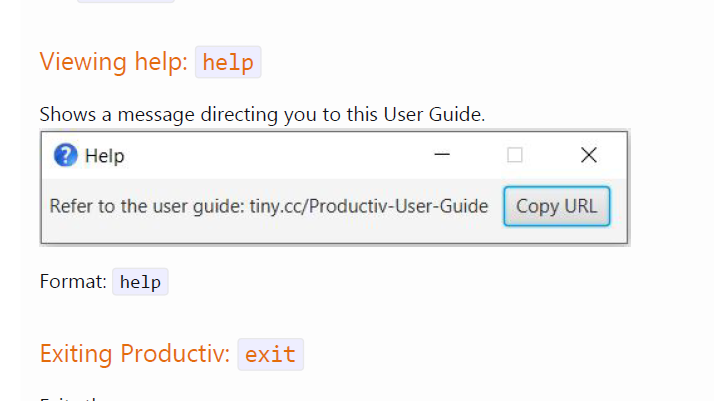 Viewing help: help
Shows a message directing you to this User Guide.
Help
Refer to the user guide: tiny.cc/Productiv-User-Guide Copy URL
Format: help
Exiting Productiv: exit